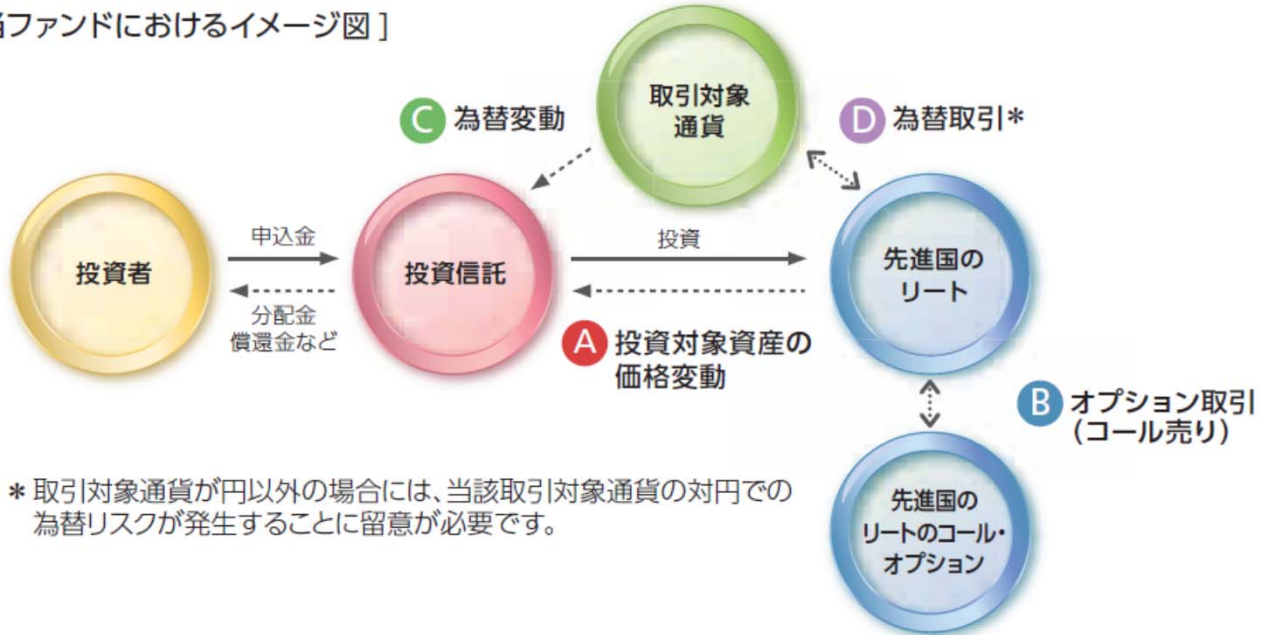 当ファンドにおけるイメージ図 ]
取引対象
通貨
C 為替変動
D 為替取引*
投資者
申込金
分配金
償還金など
投資信託
投資
A 投資対象資産の
価格変動
先進国の
リート
B オプション取引
(コール売り)
先進国の
リートのコール・
オプション
* 取引対象通貨が円以外の場合には、当該取引対象通貨の対円での
為替リスクが発生することに留意が必要です。